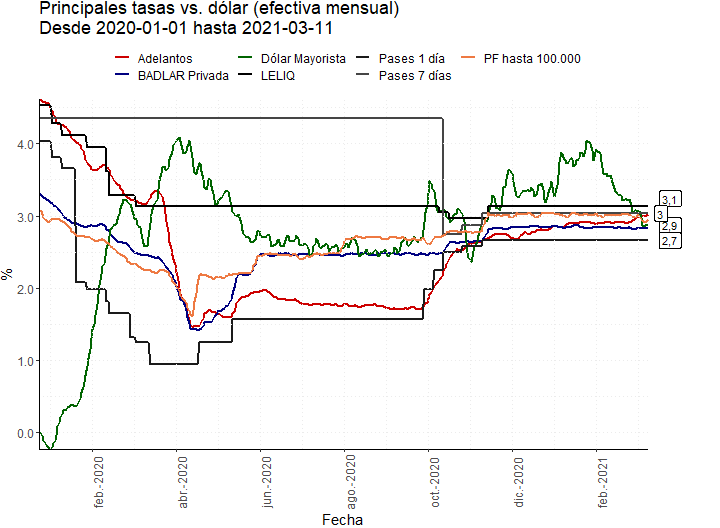 Principales tasas vs. dólar (efectiva mensual)
Desde 2020-01-01 hasta 2021-03-11
Adelantos Dólar Mayorista Pases 1 día PF hasta 100.000
BADLAR Privada LELIQ Pases 7 días
4.0
3.0
2.0
1.0
0.0
%
3,1
3
2,9
2,7
feb.-2020 abr.-2020 jun.-2020 ago.-2020 oct.-2020 dic.-2020 feb.-2021
Fecha